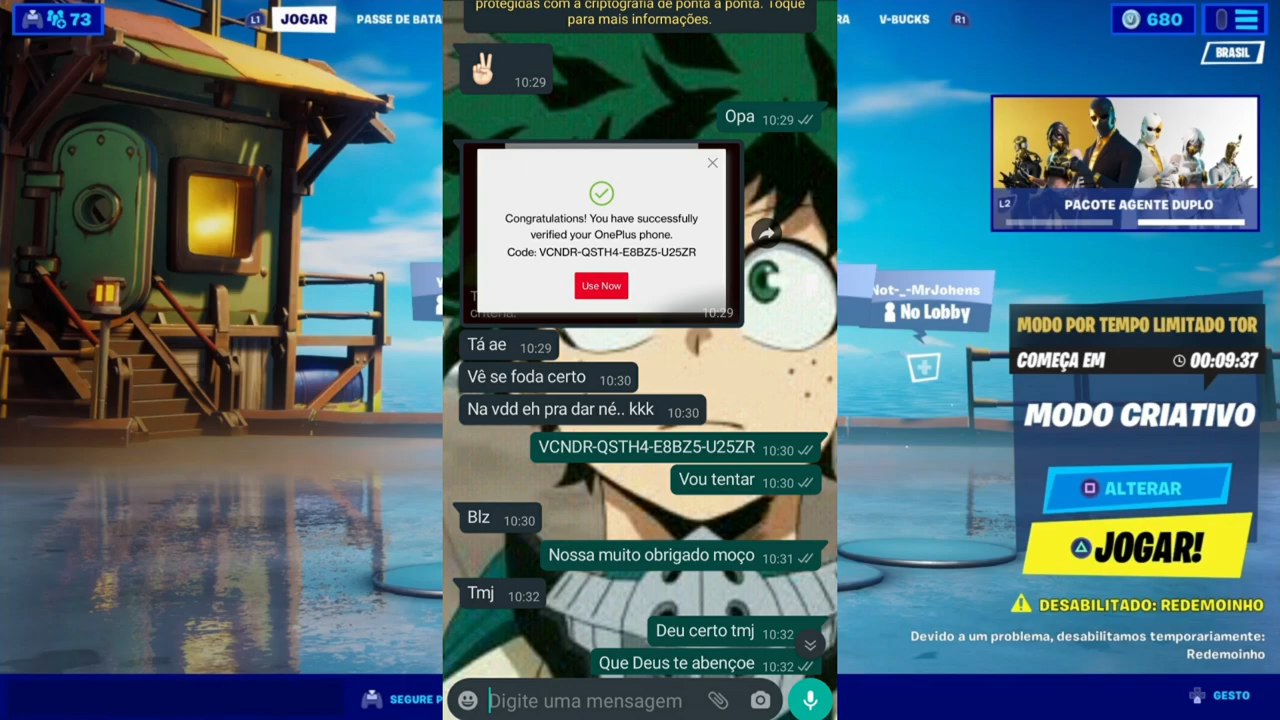 73
L1
JOGAR
PASSE DE BATA
RA
V-BUCKS
R1
680
BRASIL
protegidas com a criptografia de ponta a ponta. Toque
para mais informações.
10:29
Opa 10:29
Congratulations! You have successfully
verified your OnePlus phone.
Code: VCNDR-QSTH4-E8BZ5-U25ZR
Use Now
criteria.
10:29
Tá ae 10:29
Vê se foda certo 10:30
Na vdd eh pra dar né.. kkk 10:30
VCNDR-QSTH4-E8BZ5-U25ZR 10:30
Vou tentar 10:30
Blz 10:30
Nossa muito obrigado moço 10:31
Tmj 10:32
Deu certo tmj 10:32
Que Deus te abençoe 10:32
Digite uma mensagem
L2
PACOTE AGENTE DUPLO
Not-_-MrJohens
No Lobby
MODO POR TEMPO LIMITADO TOR
COMEÇA EM 00:09:37
MODO CRIATIVO
ALTERAR
JOGAR!
DESABILITADO: REDEMOINHO
Devido a um problema, desabilitamos temporariamente:
Redemoinho
SEGURE P
GESTO